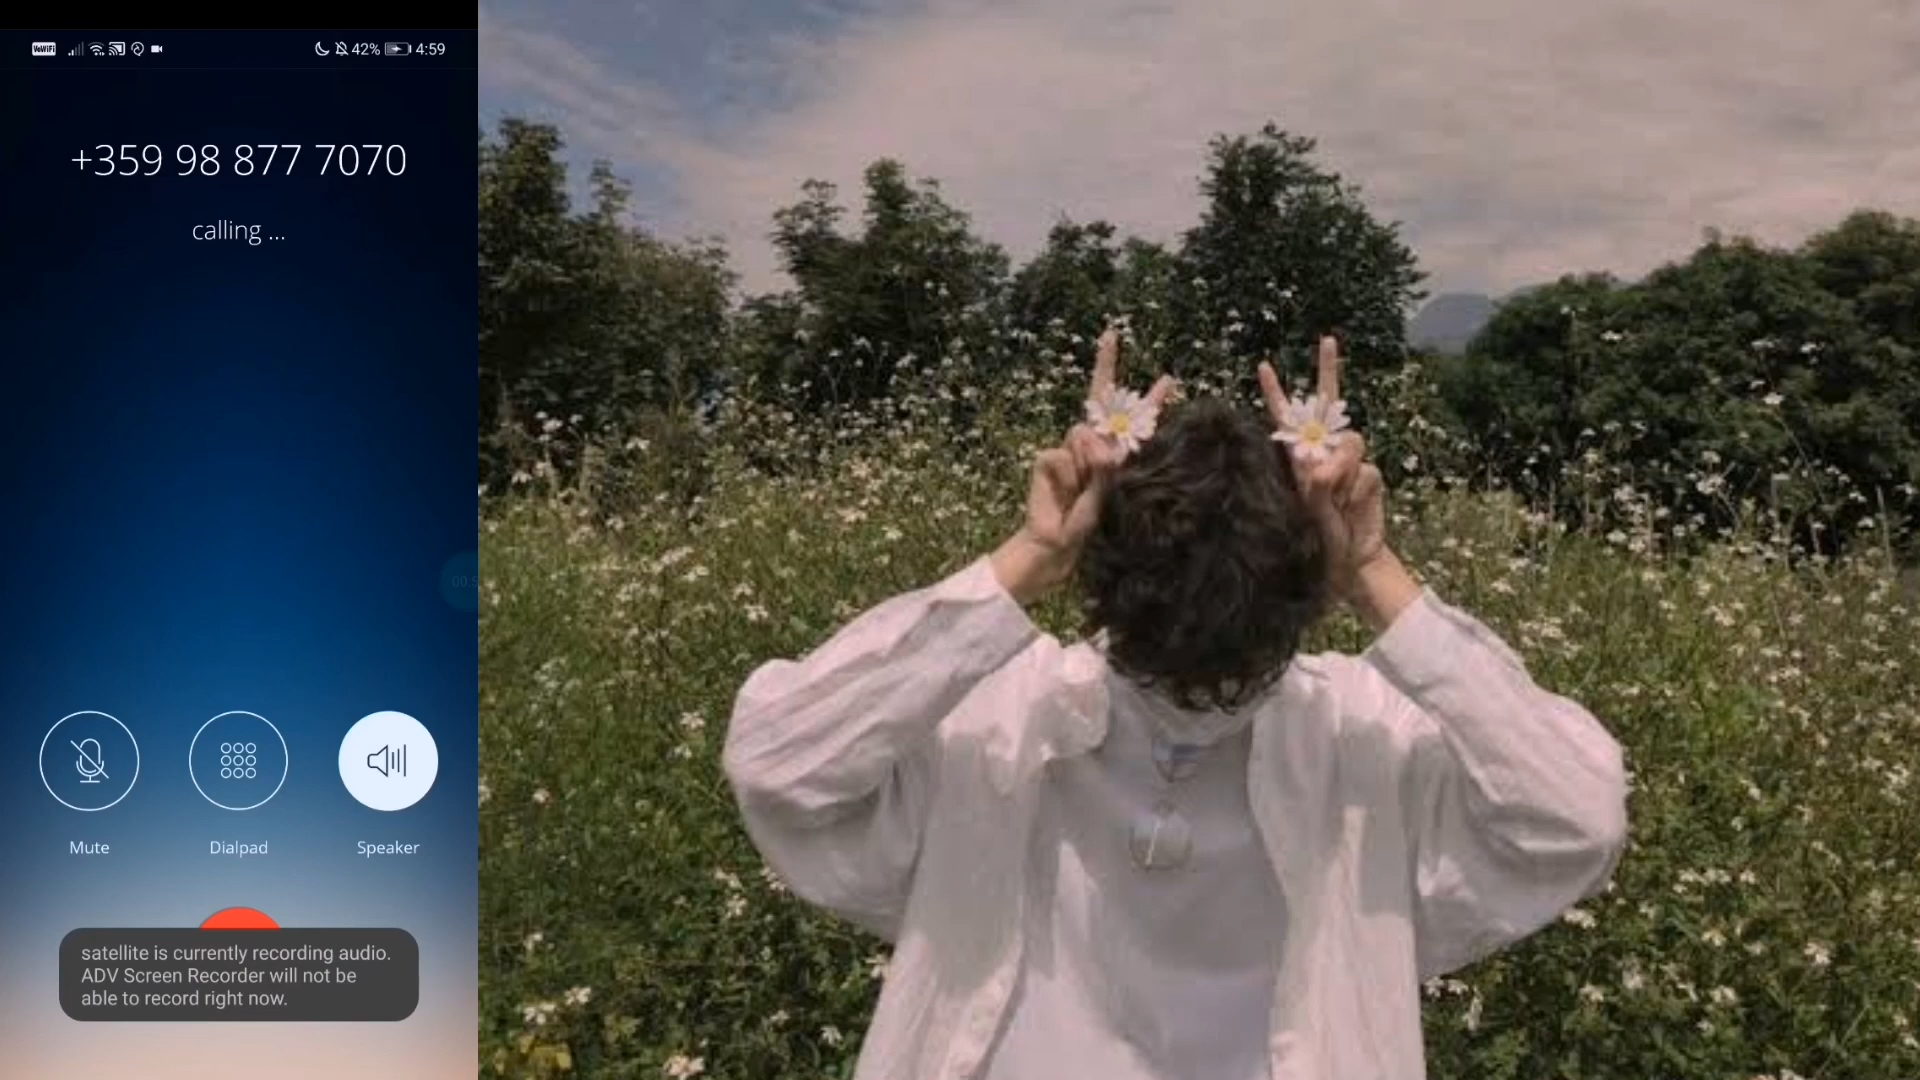 VoWiFi 42% 4:59
+359 98 877 7070
calling ...
Mute Dialpad Speaker
satellite is currently recording audio.
ADV Screen Recorder will not be
able to record right now.